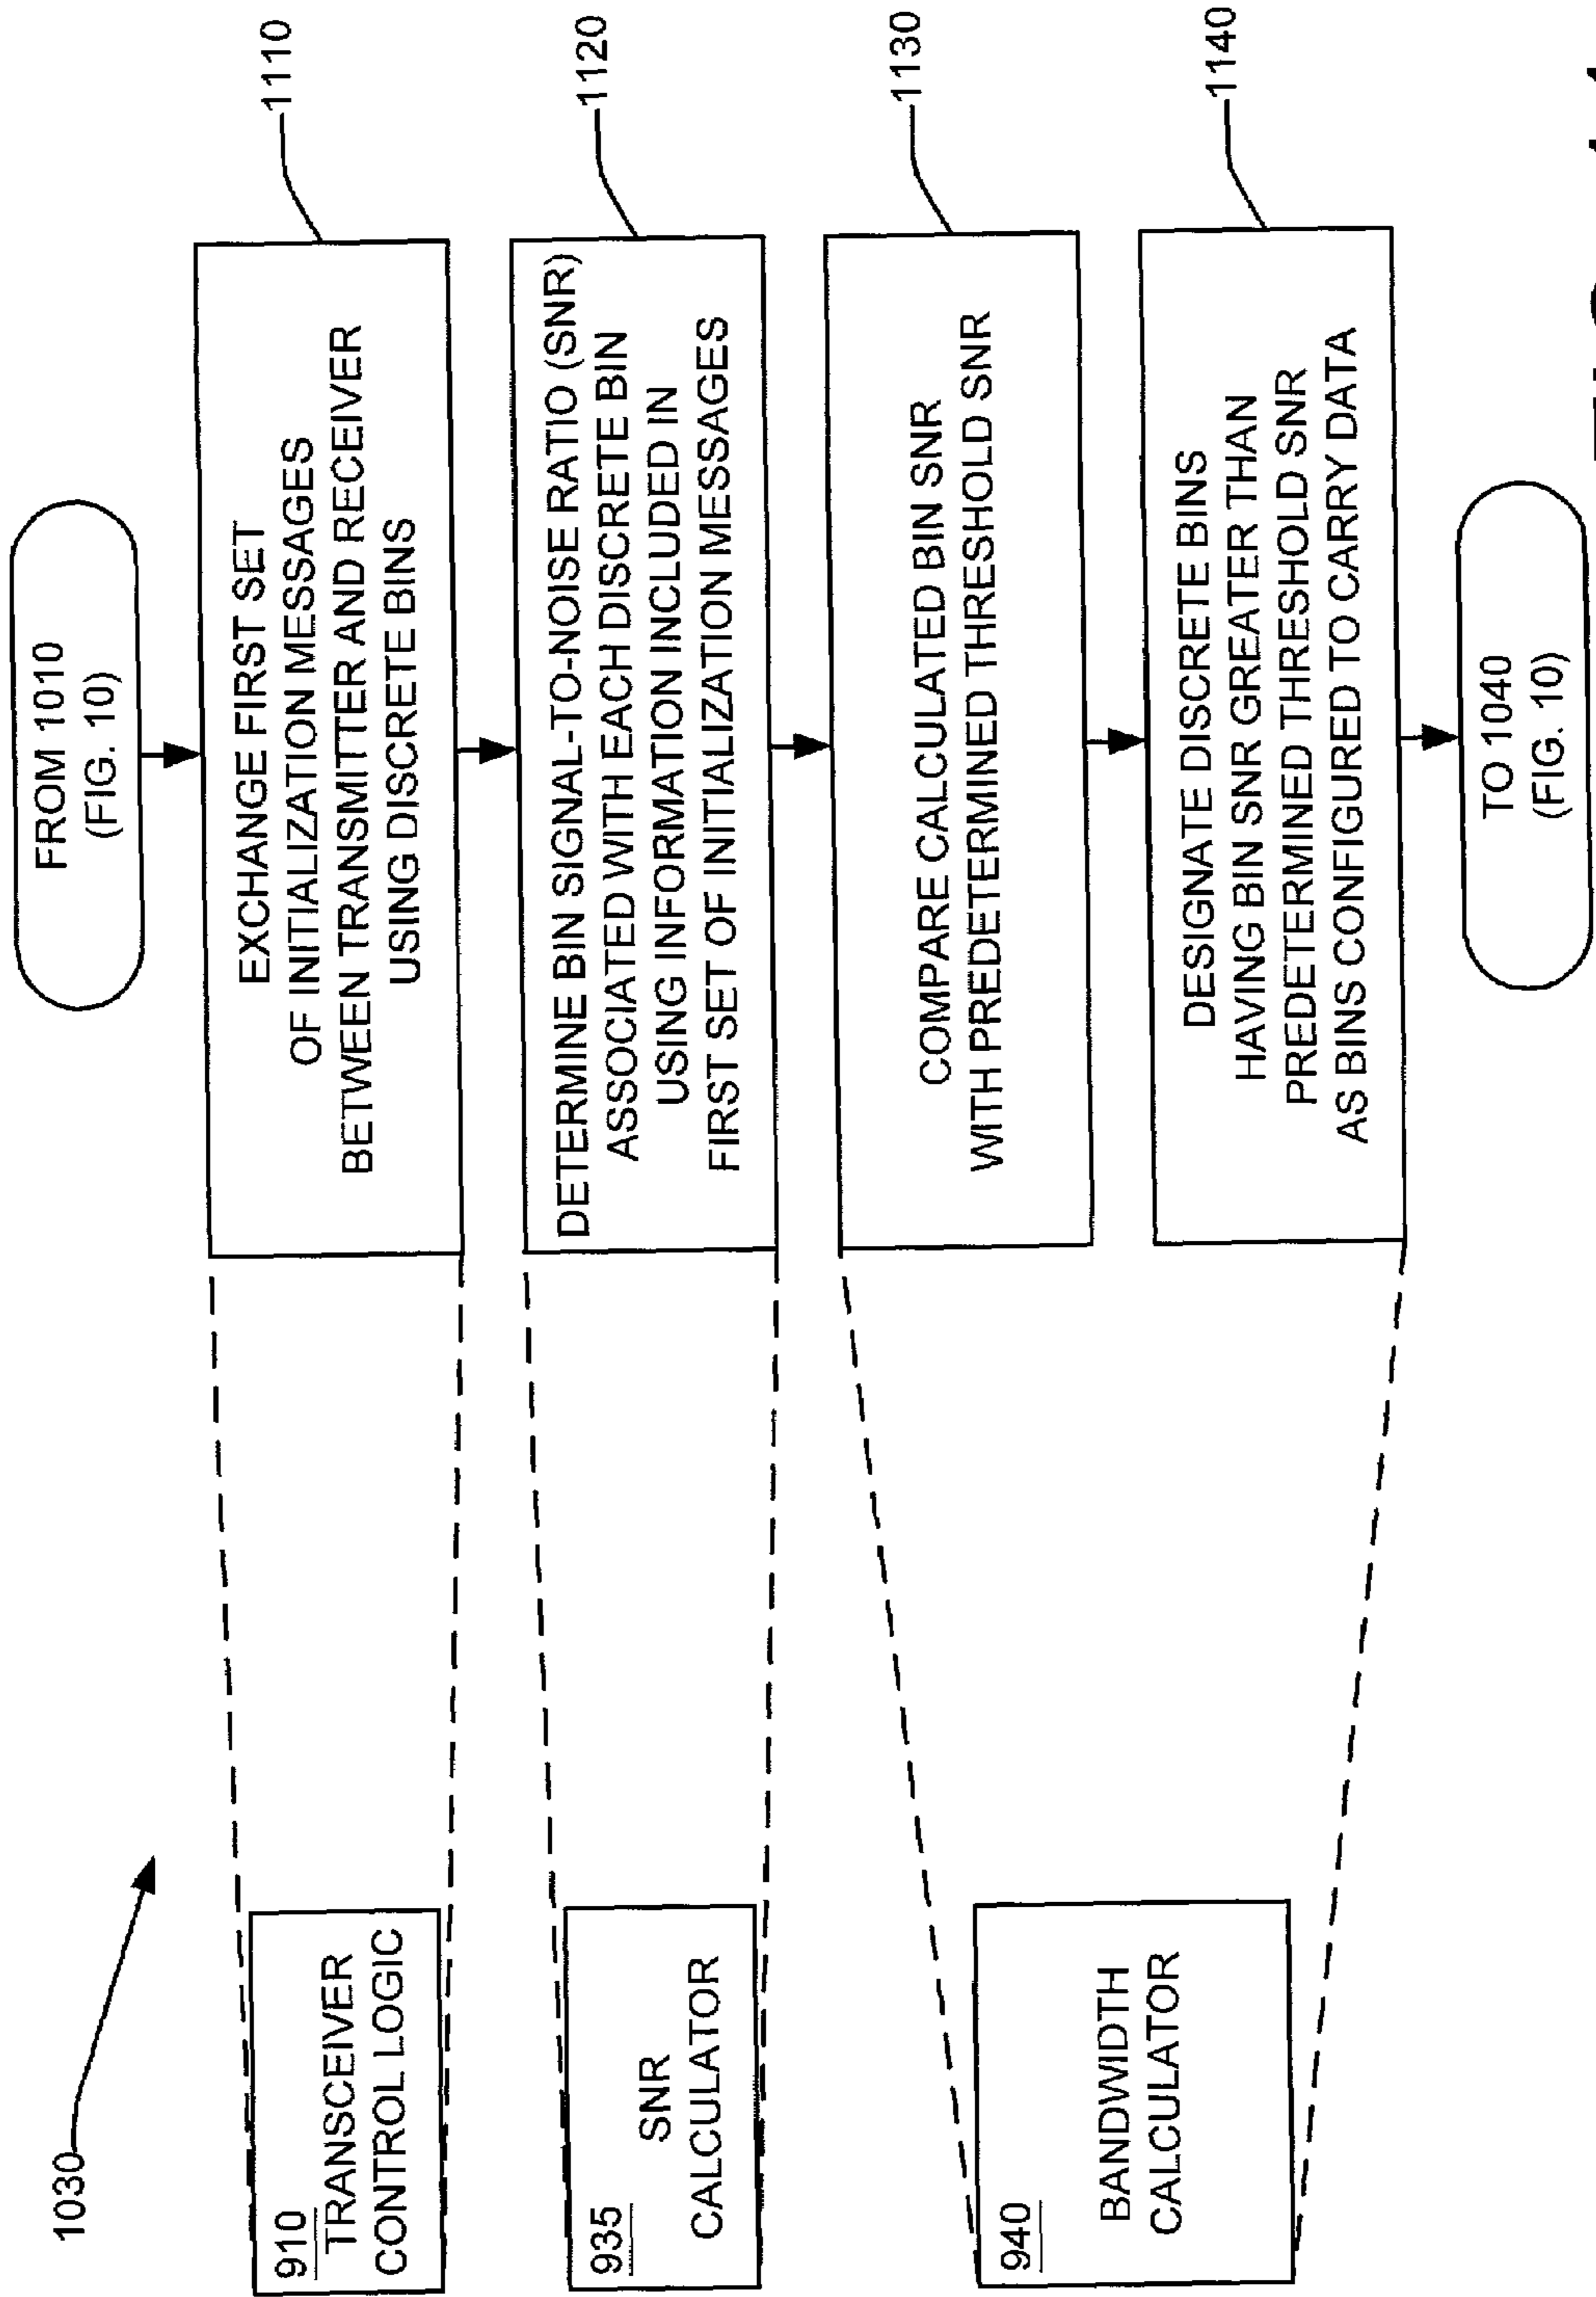 1030
FROM 1010
(FIG. 10)
910
TRANSCEIVER
CONTROL LOGIC
EXCHANGE FIRST SET
OF INITIALIZATION MESSAGES
BETWEEN TRANSMITTER AND RECEIVER
USING DISCRETE BINS
1110
935
SNR
CALCULATOR
DETERMINE BIN SIGNAL-TO-NOISE RATIO (SNR)
ASSOCIATED WITH EACH DISCRETE BIN
USING INFORMATION INCLUDED IN
FIRST SET OF INITIALIZATION MESSAGES
1120
940
BANDWIDTH
CALCULATOR
COMPARE CALCULATED BIN SNR
WITH PREDETERMINED THRESHOLD SNR
1130
DESIGNATE DISCRETE BINS
HAVING BIN SNR GREATER THAN
PREDETERMINED THRESHOLD SNR
AS BINS CONFIGURED TO CARRY DATA
1140
TO 1040
(FIG. 10)